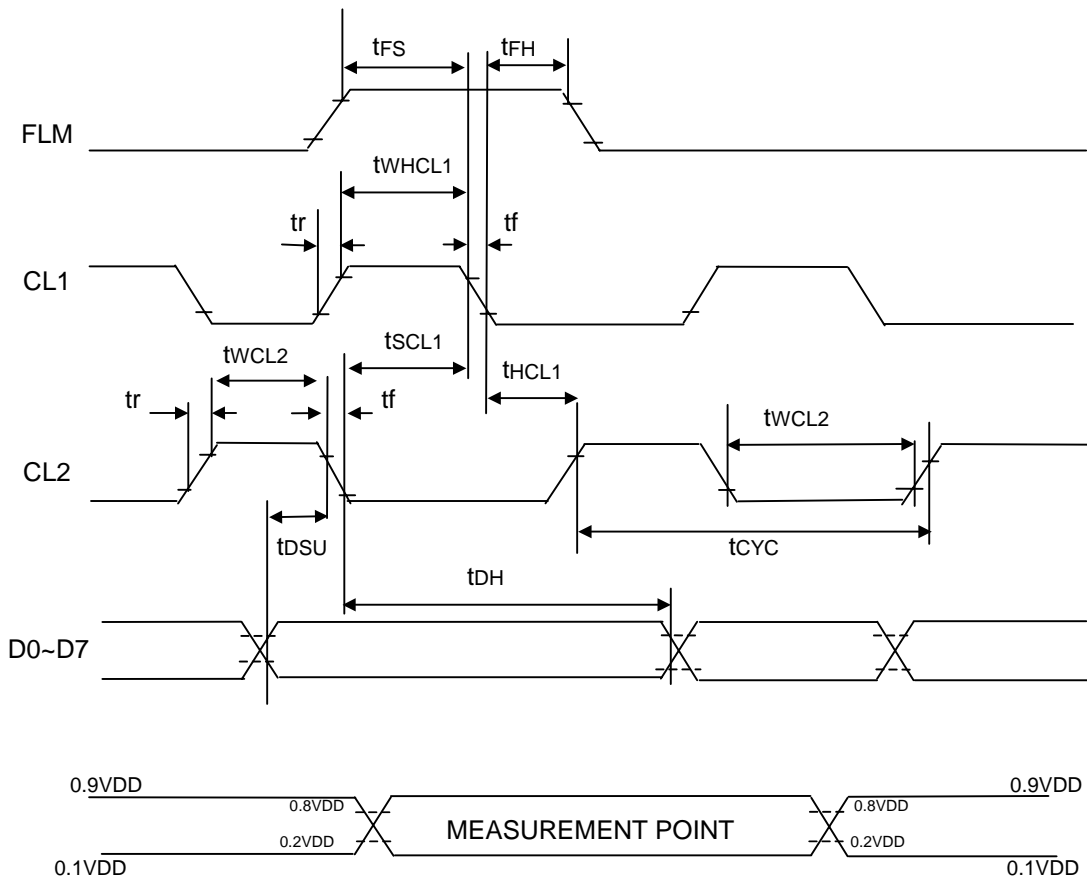 tFS
tFH
FLM
tWHCL1
tr
tf
CL1
tSCL1
tWCL2
tHCL1
tr
tf
tWCL2
CL2
tDSU
tCYC
tDH
D0~D7
0.9VDD
0.9VDD
0.8VDD
0.8VDD
MEASUREMENT POINT
0.2VDD
0.2VDD
0.1VDD
0.1VDD